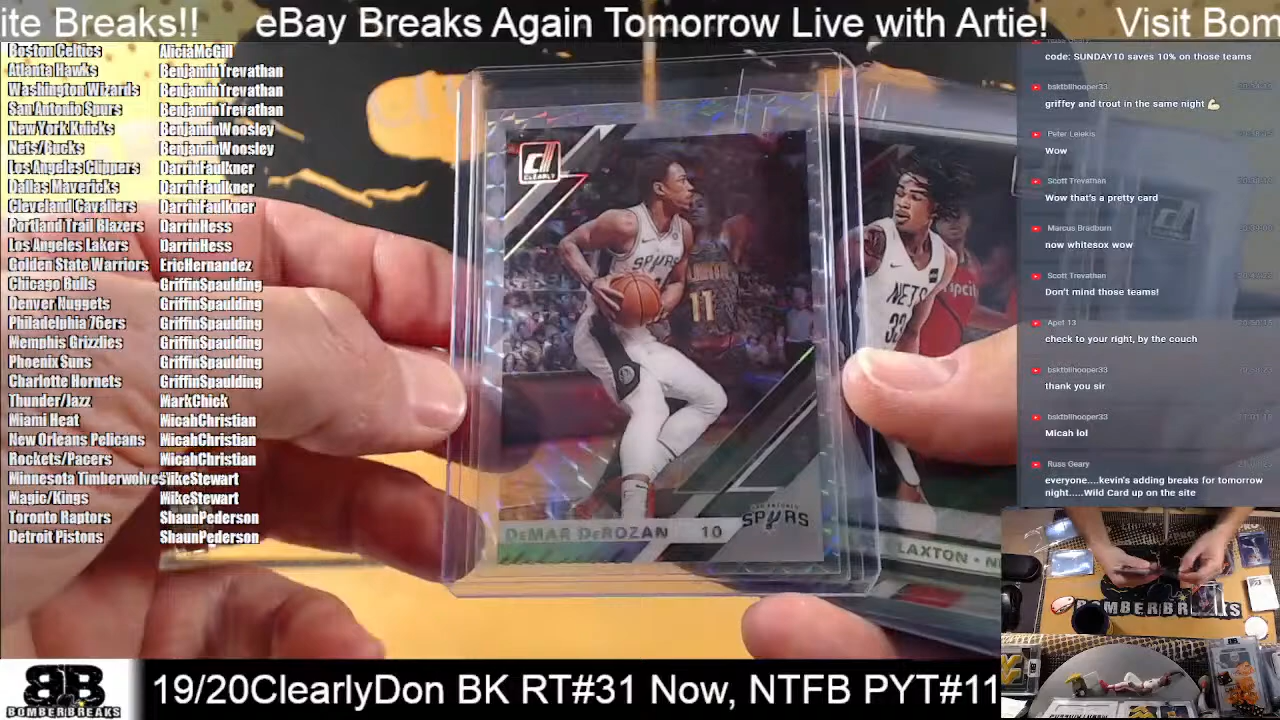 ite Breaks!! eBay Breaks Again Tomorrow Live with Artie! Visit Bom
Boston Celtics AliciaMcGill
Atlanta Hawks BenjaminTrevathan
Washington Wizards BenjaminTrevathan
San Antonio Spurs BenjaminTrevathan
New York Knicks BenjaminWoosley
Nets/Bucks BenjaminWoosley
Los Angeles Clippers DarrinFaulkner
Dallas Mavericks DarrinFaulkner
Cleveland Cavaliers DarrinFaulkner
Portland Trail Blazers DarrinHess
Los Angeles Lakers DarrinHess
Golden State Warriors EricHernandez
Chicago Bulls GriffinSpaulding
Denver Nuggets GriffinSpaulding
Philadelphia 76ers GriffinSpaulding
Memphis Grizzlies GriffinSpaulding
Phoenix Suns GriffinSpaulding
Charlotte Hornets GriffinSpaulding
Thunder/Jazz MarkChick
Miami Heat MicahChristian
New Orleans Pelicans MicahChristian
Rockets/Pacers MicahChristian
Minnesota Timberwolves MikeStewart
Magic/Kings MikeStewart
Toronto Raptors ShaunPederson
Detroit Pistons ShaunPederson
d
CLEARLY
SPURS
11
NETS
33
DEMAR DEROZAN 10
SAN ANTONIO
SPURS
LAXTON • N
code: SUNDAY10 saves 10% on those teams
bsktbllhooper33
griffey and trout in the same night 💪
Peter Lelekis
Wow
Scott Trevathan
Wow that's a pretty card
Marcus Bradburn
now whitesox wow
Scott Trevathan
Don't mind those teams!
April 13
check to your right, by the couch
bsktbllhooper33
thank you sir
bsktbllhooper33
Micah lol
Russ Geary
everyone....kevin's adding breaks for tomorrow
night.....Wild Card up on the site
BOMBERBREAKS
BB
BOMBERBREAKS
19/20ClearlyDon BK RT#31 Now, NTFB PYT#11